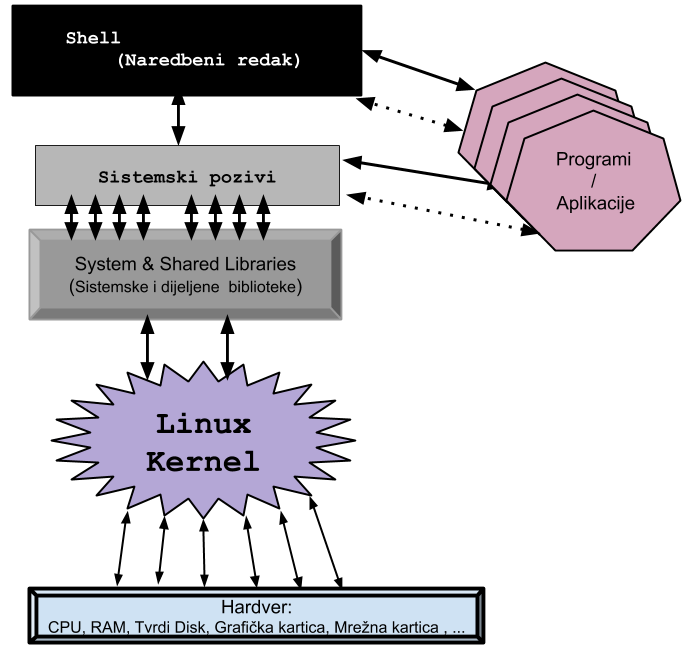 Shell
(Naredbeni redak)
Programi
/
Aplikacije
Sistemski pozivi
System & Shared Libraries
(Sistemske i dijeljene biblioteke)
Linux
Kernel
Hardver:
CPU, RAM, Tvrdi Disk, Grafička kartica, Mrežna kartica , ...